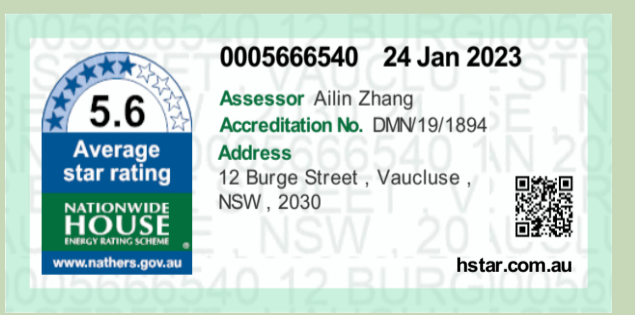 0005666540 24 Jan 2023
5.6
Average
star rating
NATIONWIDE
HOUSE
ENERGY RATING SCHEME
www.nathers.gov.au
Assessor Ailin Zhang
Accreditation No. DMN/19/1894
Address
12 Burge Street , Vaucluse ,
NSW , 2030
hstar.com.au